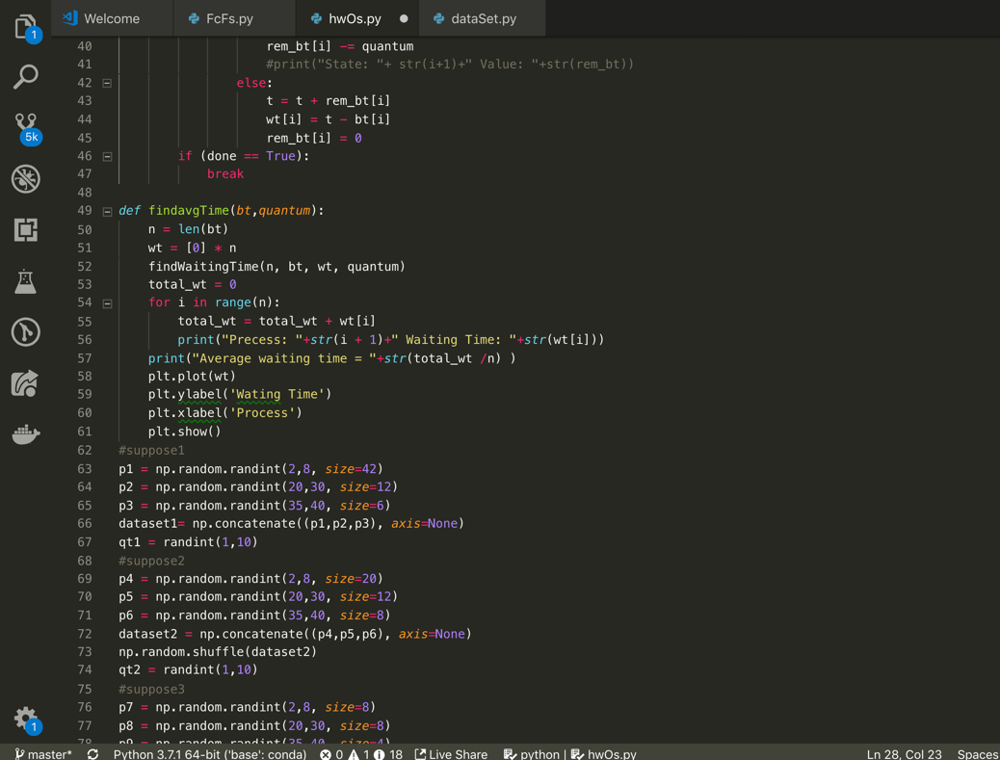 Welcome FcFs.py hwOs.py dataSet.py
1
5k
1
40 rem_bt[i] -= quantum
41 #print("State: "+ str(i+1)+" Value: "+str(rem_bt))
42 else:
43 t = t + rem_bt[i]
44 wt[i] = t - bt[i]
45 rem_bt[i] = 0
46 if (done == True):
47 break
48
49 def findavgTime(bt,quantum):
50 n = len(bt)
51 wt = [0] * n
52 findWaitingTime(n, bt, wt, quantum)
53 total_wt = 0
54 for i in range(n):
55 total_wt = total_wt + wt[i]
56 print("Precess: "+str(i + 1)+" Waiting Time: "+str(wt[i]))
57 print("Average waiting time = "+str(total_wt /n) )
58 plt.plot(wt)
59 plt.ylabel('Wating Time')
60 plt.xlabel('Process')
61 plt.show()
62 #suppose1
63 p1 = np.random.randint(2,8, size=42)
64 p2 = np.random.randint(20,30, size=12)
65 p3 = np.random.randint(35,40, size=6)
66 dataset1= np.concatenate((p1,p2,p3), axis=None)
67 qt1 = randint(1,10)
68 #suppose2
69 p4 = np.random.randint(2,8, size=20)
70 p5 = np.random.randint(20,30, size=12)
71 p6 = np.random.randint(35,40, size=8)
72 dataset2 = np.concatenate((p4,p5,p6), axis=None)
73 np.random.shuffle(dataset2)
74 qt2 = randint(1,10)
75 #suppose3
76 p7 = np.random.randint(2,8, size=8)
77 p8 = np.random.randint(20,30, size=8)
78 p9 = np.random.randint(35,40, size=4)
master* Python 3.7.1 64-bit ('base': conda) 0 1 18 Live Share python | hwOs.py Ln 28, Col 23 Spaces